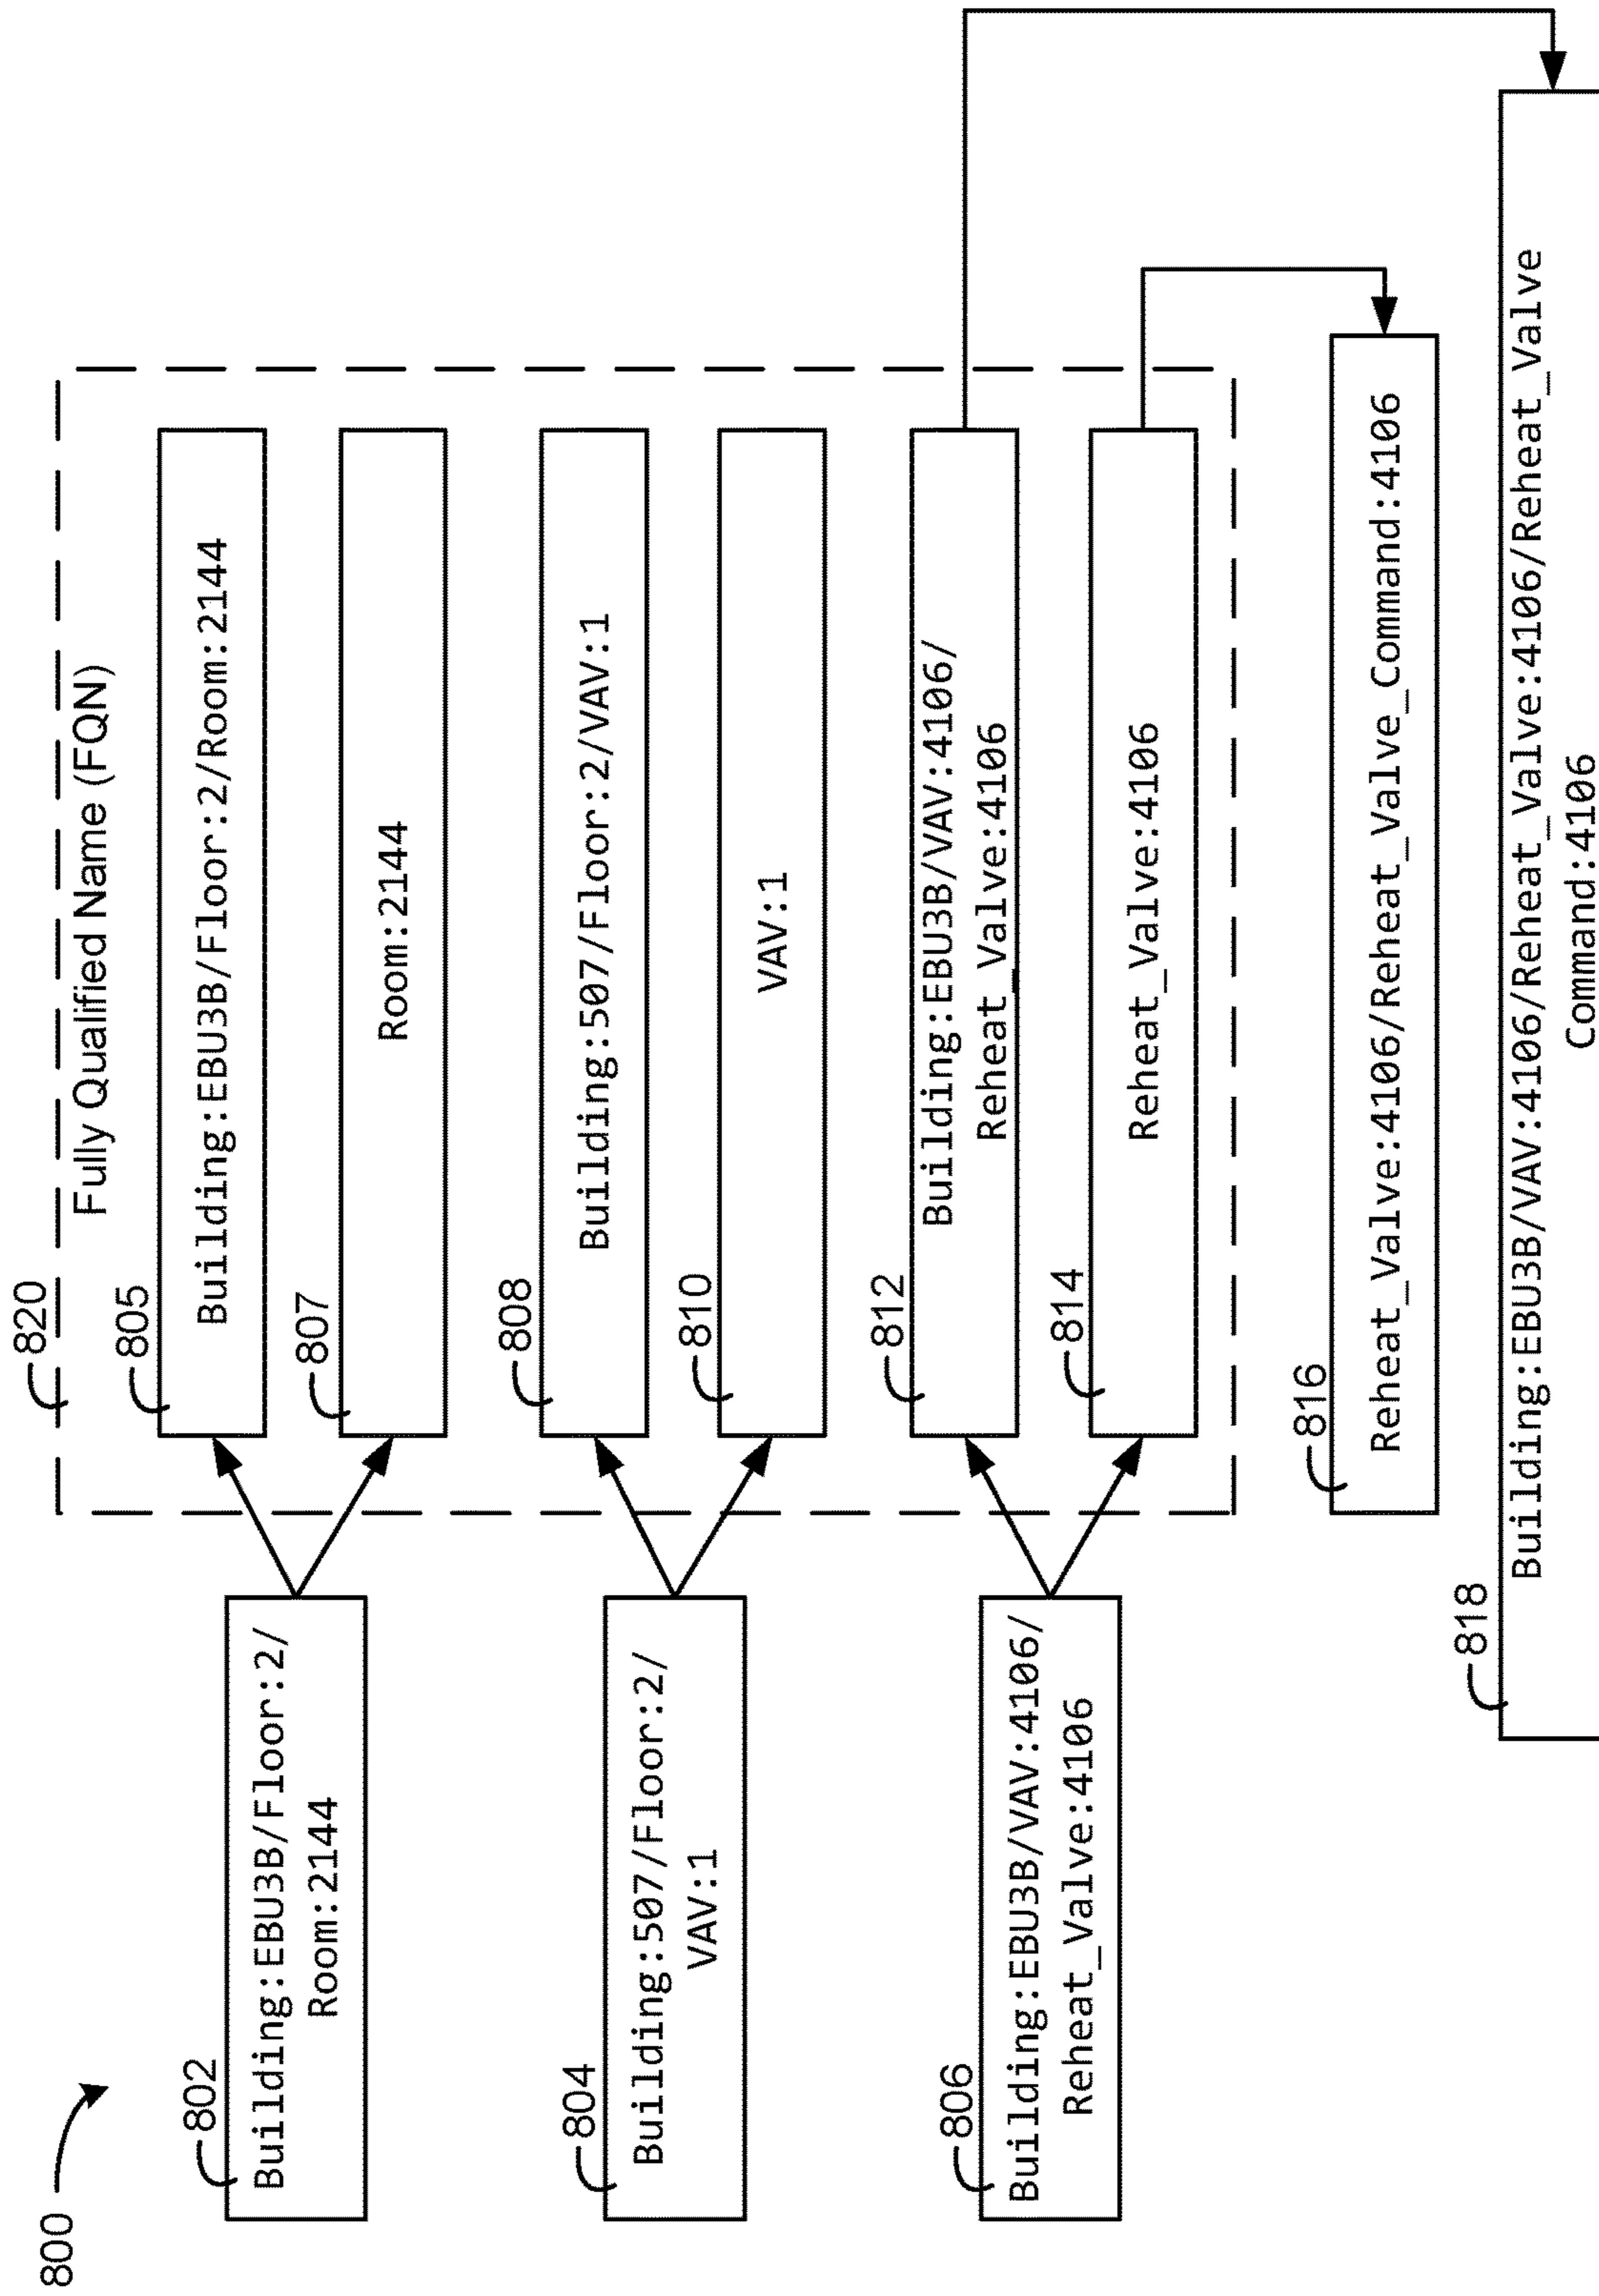 800
802
Building:EBU3B/Floor:2/
Room:2144
804
Building:507/Floor:2/
VAV:1
806
Building:EBU3B/VAV:4106/
Reheat_Valve:4106
820
Fully Qualified Name (FQN)
805
Building:EBU3B/Floor:2/Room:2144
807
Room:2144
808
Building:507/Floor:2/VAV:1
810
VAV:1
812
Building:EBU3B/VAV:4106/
Reheat_Valve:4106
814
Reheat_Valve:4106
816
Reheat_Valve:4106/Reheat_Valve_Command:4106
818
Building:EBU3B/VAV:4106/Reheat_Valve:4106/Reheat_Valve
Command:4106